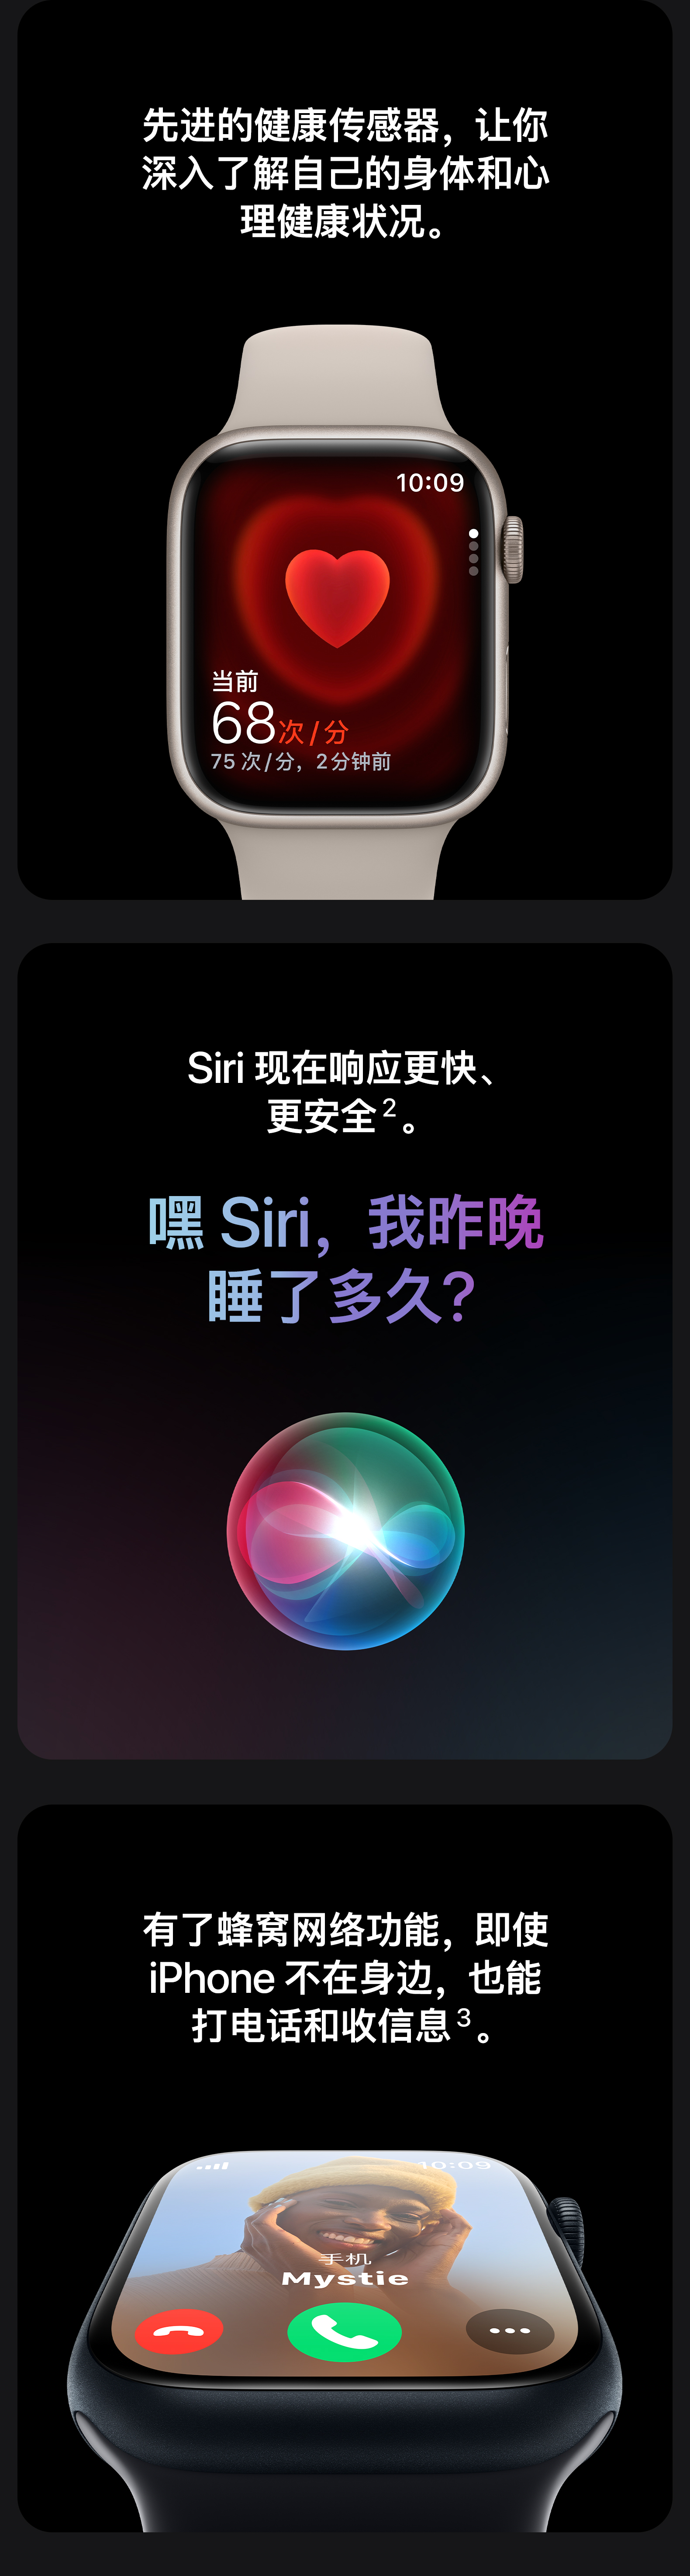 先进的健康传感器，让你
深入了解自己的身体和心
理健康状况。
10:09
当前
68次/分
75 次/分，2分钟前
Siri 现在响应更快、
更安全²。
嘿 Siri，我昨晚
睡了多久？
有了蜂窝网络功能，即使
iPhone 不在身边，也能
打电话和收信息³。
10:09
手机
Mystie